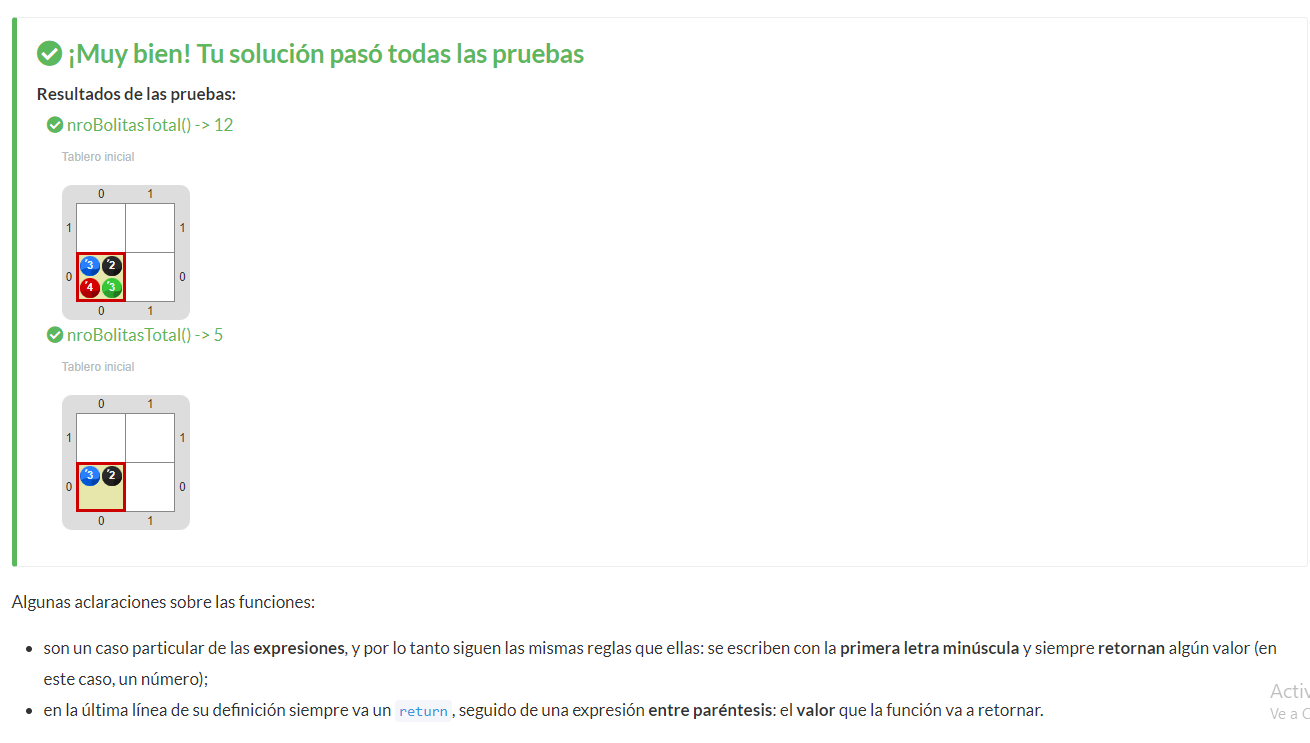 ¡Muy bien! Tu solución pasó todas las pruebas
Resultados de las pruebas:
nroBolitasTotal() -> 12
Tablero inicial
0 1
1 1
3 2
0 0
4 3
0 1
nroBolitasTotal() -> 5
Tablero inicial
0 1
1 1
3 2
0 0
0 1
Algunas aclaraciones sobre las funciones:
son un caso particular de las expresiones, y por lo tanto siguen las mismas reglas que ellas: se escriben con la primera letra minúscula y siempre retornan algún valor (en
este caso, un número);
en la última línea de su definición siempre va un return, seguido de una expresión entre paréntesis: el valor que la función va a retornar.
Activ
Ve a C